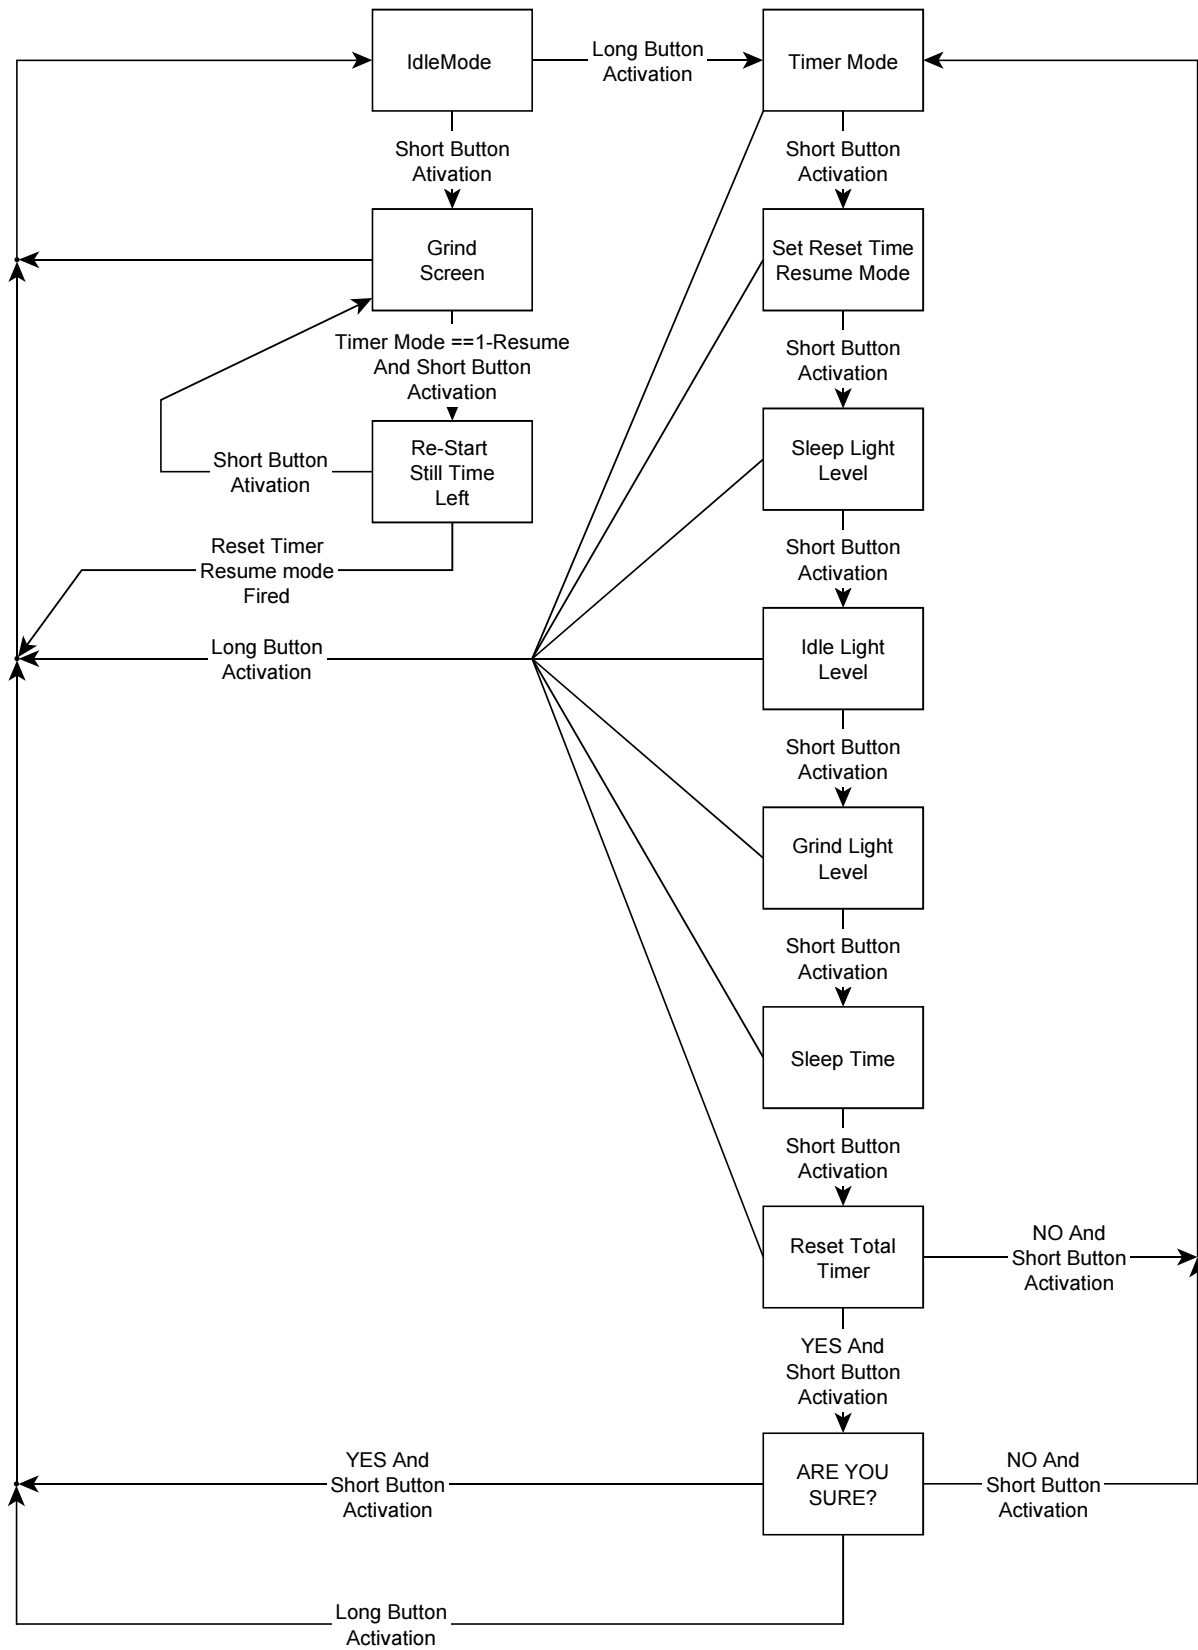 IdleMode
Long Button
Activation
Timer Mode
Short Button
Ativation
Short Button
Activation
Grind
Screen
Set Reset Time
Resume Mode
Timer Mode ==1-Resume
And Short Button
Activation
Short Button
Activation
Re-Start
Still Time
Left
Short Button
Ativation
Sleep Light
Level
Reset Timer
Resume mode
Fired
Short Button
Activation
Long Button
Activation
Idle Light
Level
Short Button
Activation
Grind Light
Level
Short Button
Activation
Sleep Time
Short Button
Activation
Reset Total
Timer
NO And
Short Button
Activation
YES And
Short Button
Activation
YES And
Short Button
Activation
ARE YOU
SURE?
NO And
Short Button
Activation
Long Button
Activation